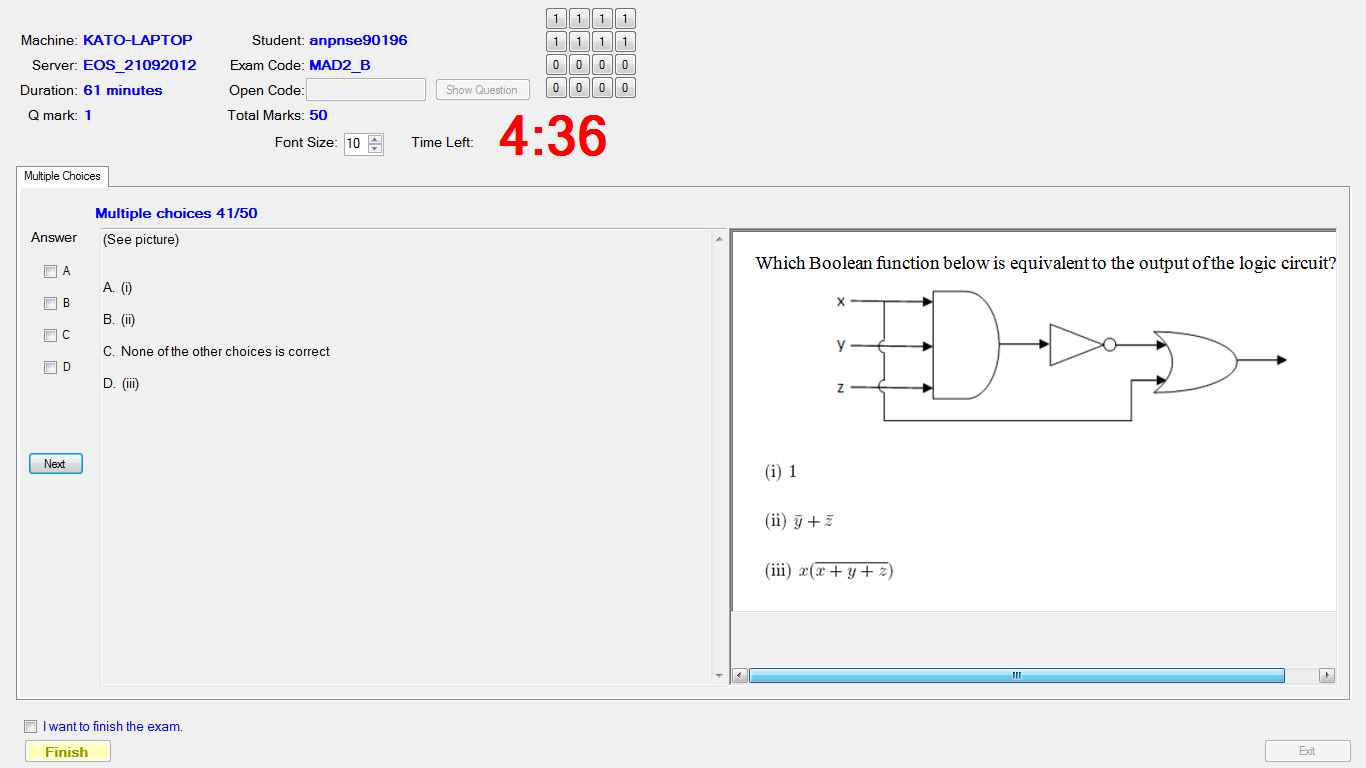 Machine: KATO-LAPTOP Student: anpnse90196
Server: EOS_21092012 Exam Code: MAD2_B
Duration: 61 minutes Open Code: Show Question
Q mark: 1 Total Marks: 50
1 1 1 1
1 1 1 1
0 0 0 0
0 0 0 0
Font Size: 10 Time Left: 4:36
Multiple Choices
Multiple choices 41/50
Answer
A
B
C
D
Next
(See picture)
A. (i)
B. (ii)
C. None of the other choices is correct
D. (iii)
Which Boolean function below is equivalent to the output of the logic circuit?
x
y
z
(i) 1
(ii) ȳ + z̄
(iii) x(x̅ ̅+̅ ̅y̅ ̅+̅ ̅z̅)
I want to finish the exam.
Finish
Exit